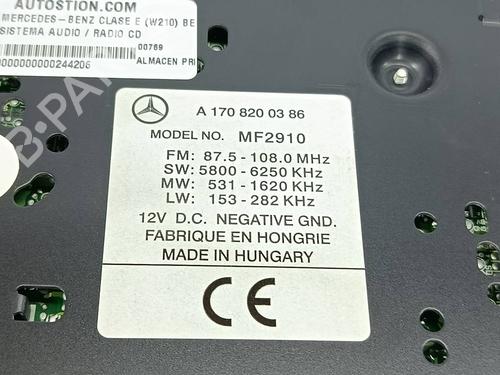 AUTOSTION.COM
MERCEDES-BENZ CLASE E (W210) BE
SISTEMA AUDIO / RADIO CD
00769
0000000000244206
ALMACEN PRI
A 170 820 03 86
MODEL NO. MF2910
FM: 87.5 - 108.0 MHz
SW: 5800 - 6250 KHz
MW: 531 - 1620 KHz
LW: 153 - 282 KHz
12V D.C. NEGATIVE GND.
FABRIQUE EN HONGRIE
MADE IN HUNGARY
CE